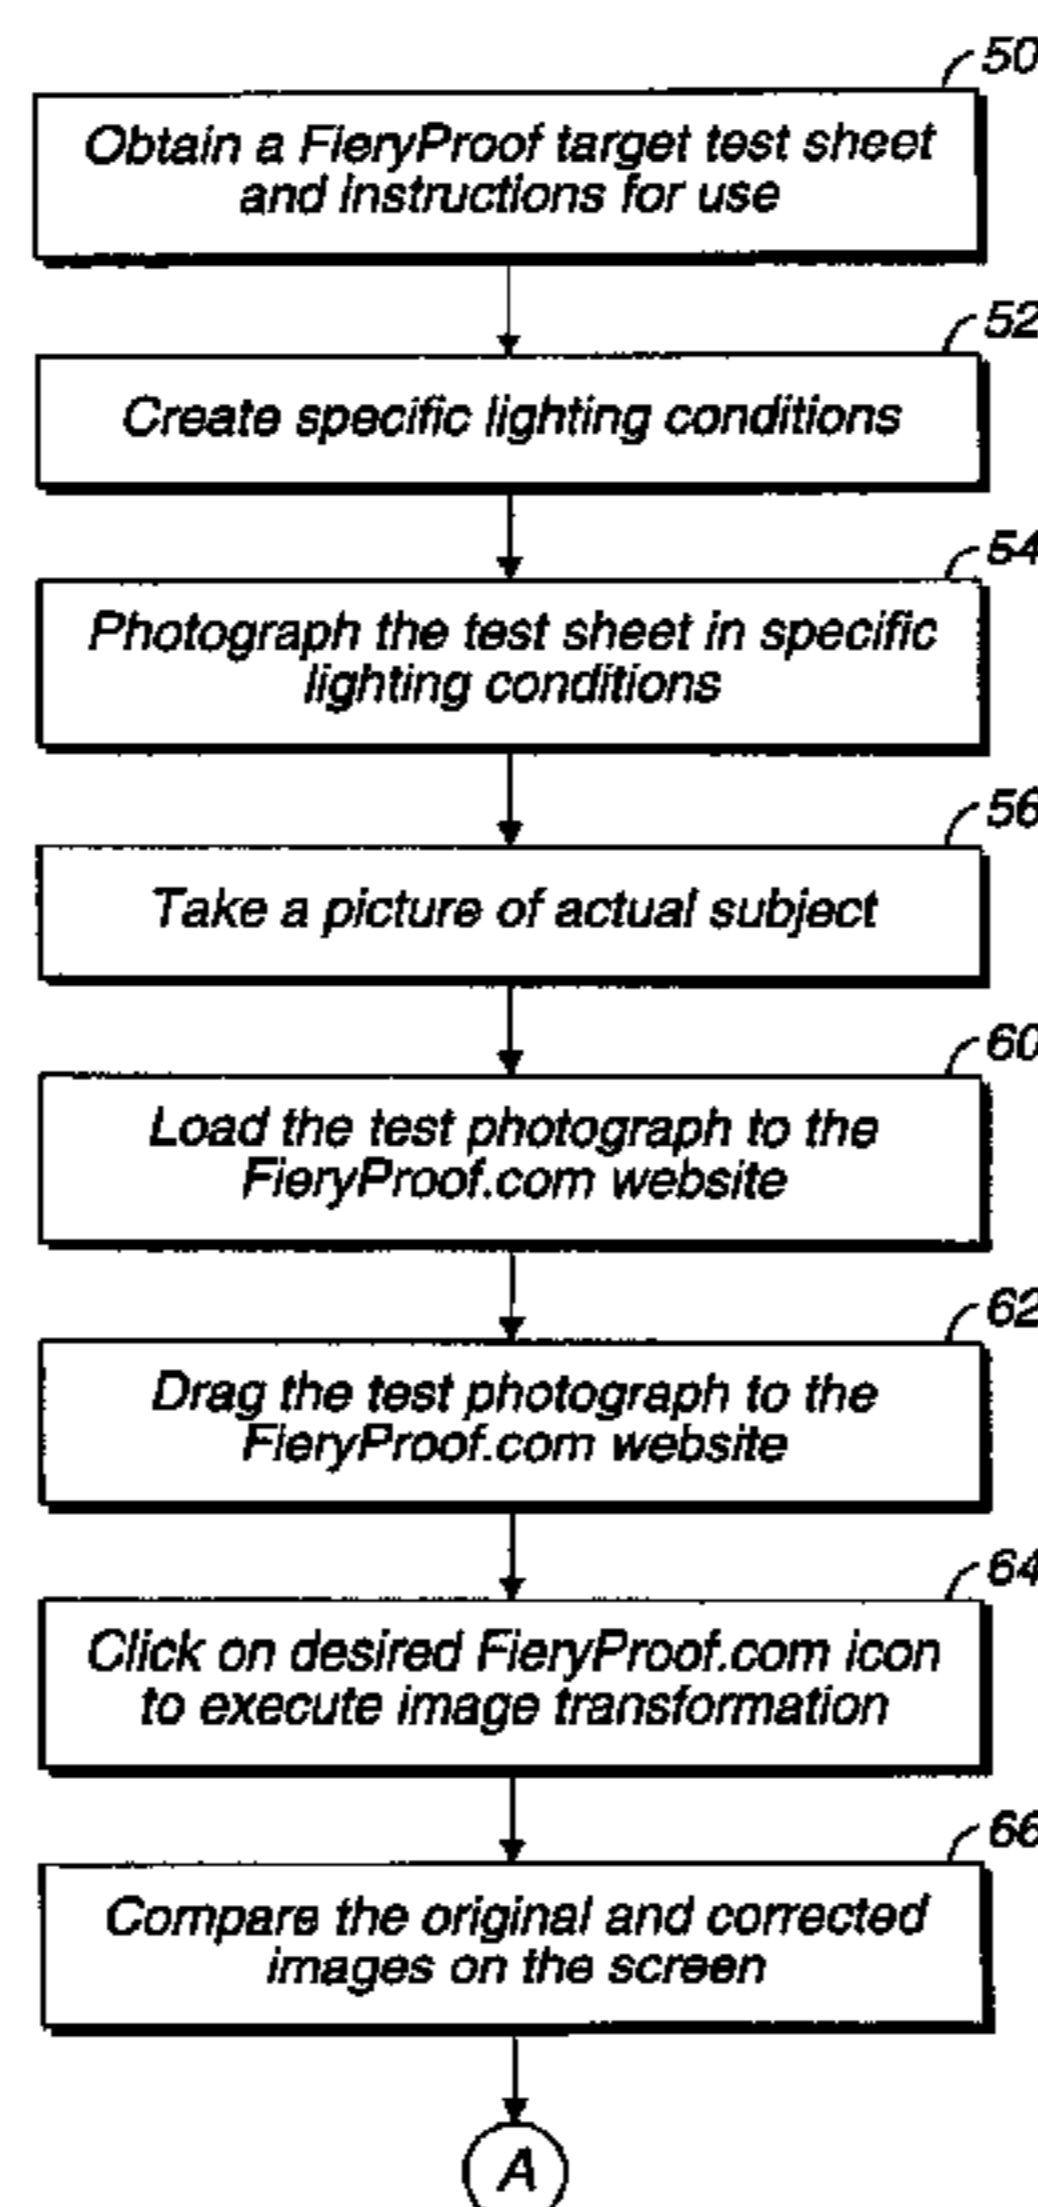 50
Obtain a FieryProof target test sheet
and instructions for use
52
Create specific lighting conditions
54
Photograph the test sheet in specific
lighting conditions
56
Take a picture of actual subject
60
Load the test photograph to the
FieryProof.com website
62
Drag the test photograph to the
FieryProof.com website
64
Click on desired FieryProof.com icon
to execute image transformation
66
Compare the original and corrected
images on the screen
A